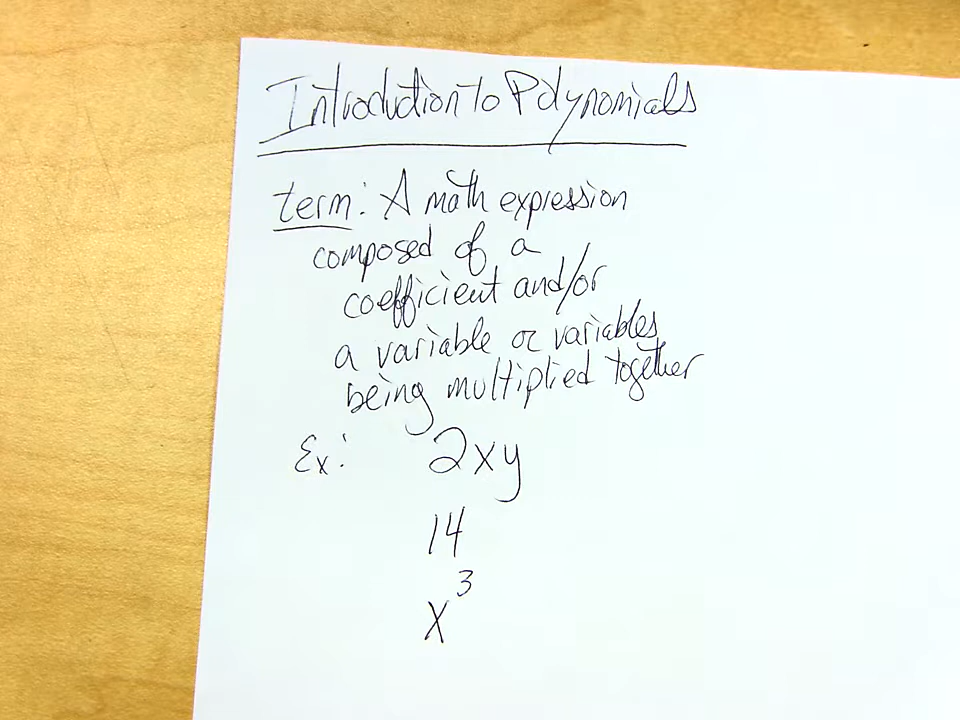 Introduction to Polynomials
term: A math expression
composed of a
coefficient and/or
a variable or variables
being multiplied together
Ex: 2xy
14
x³